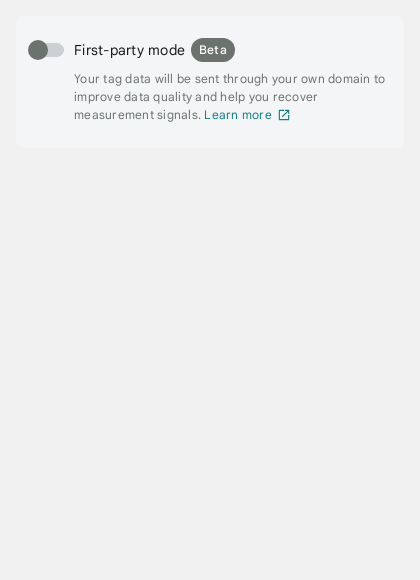 First-party mode Beta
Your tag data will be sent through your own domain to
improve data quality and help you recover
measurement signals. Learn more